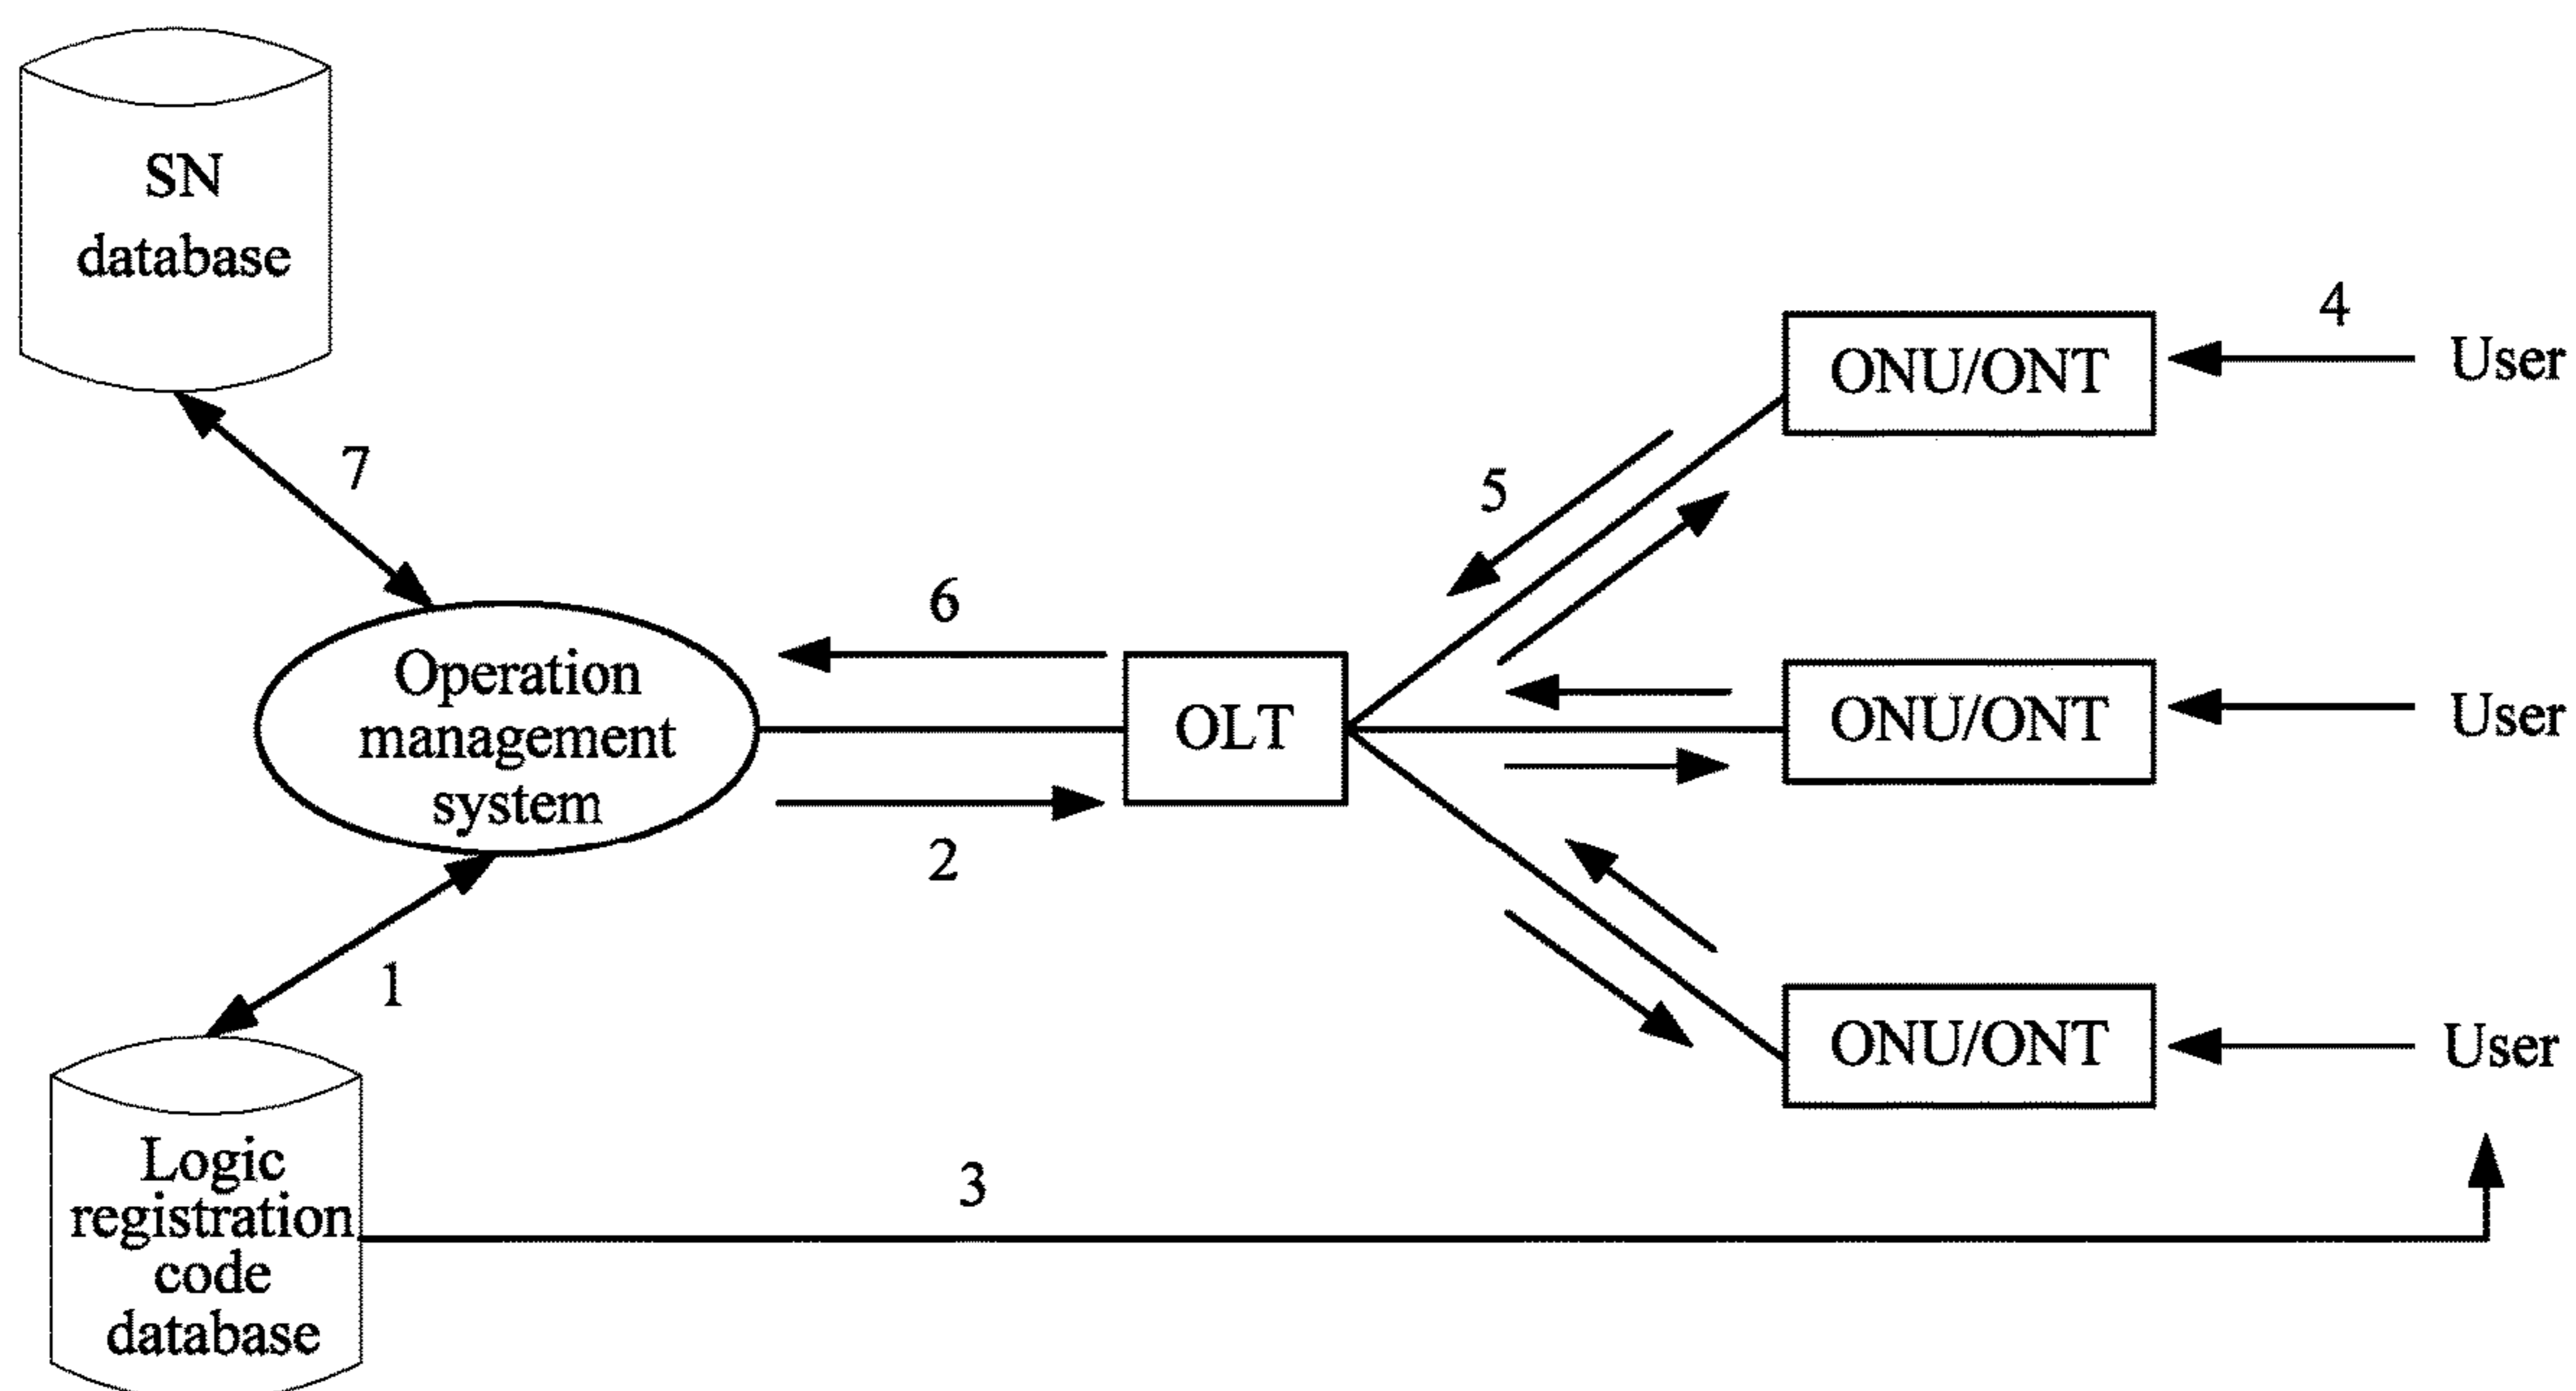 SN
database
4
ONU/ONT
User
7
5
6
Operation
management
system
OLT
ONU/ONT
User
2
1
ONU/ONT
User
Logic
registration
code
database
3